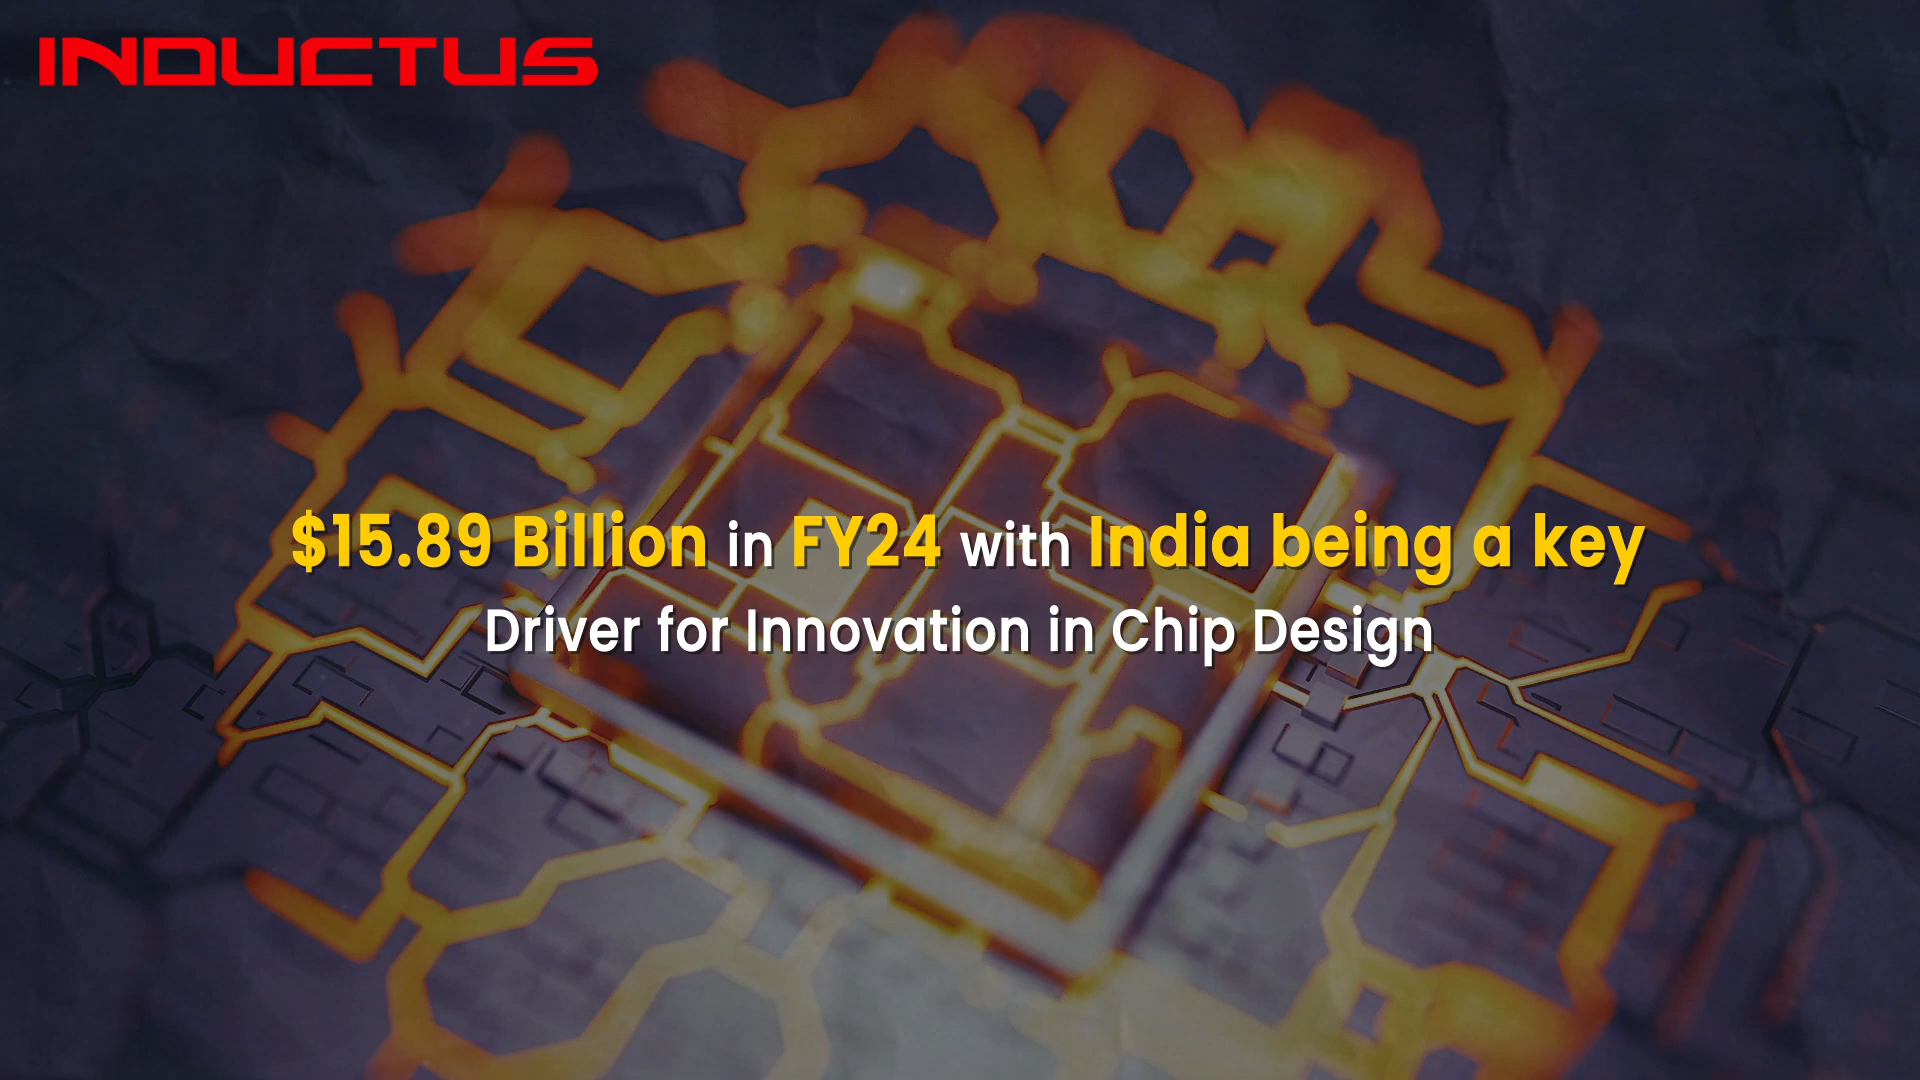 INDUCTUS
$15.89 Billion in FY24 with India being a key
Driver for Innovation in Chip Design